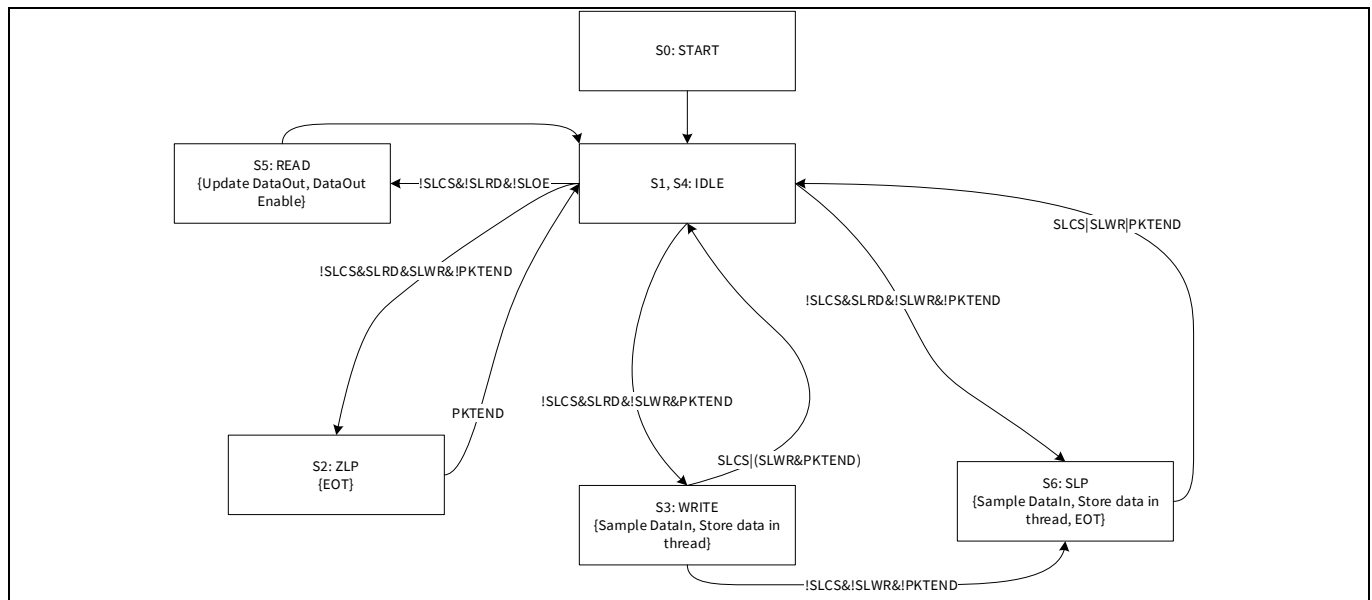 S0: START
S5: READ
{Update DataOut, DataOut
Enable}
!SLCS&!SLRD&!SLOE
S1, S4: IDLE
SLCS|SLWR|PKTEND
!SLCS&SLRD&SLWR&!PKTEND
!SLCS&SLRD&!SLWR&!PKTEND
!SLCS&SLRD&!SLWR&PKTEND
PKTEND
SLCS|(SLWR&PKTEND)
S2: ZLP
{EOT}
S3: WRITE
{Sample DataIn, Store data in
thread}
S6: SLP
{Sample DataIn, Store data in
thread, EOT}
!SLCS&!SLWR&!PKTEND